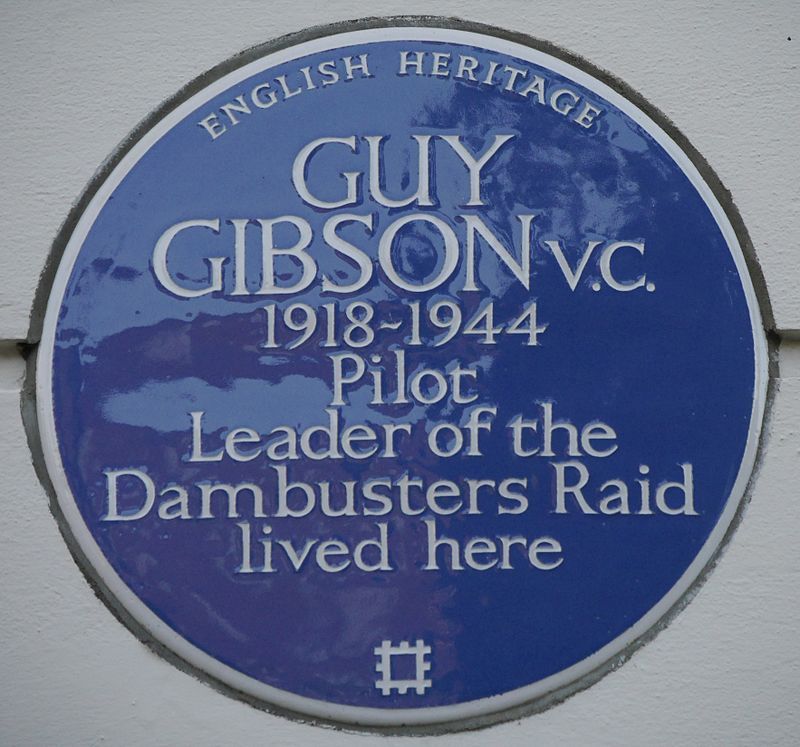 ENGLISH HERITAGE
GUY
GIBSON V.C.
1918-1944
Pilot
Leader of the
Dambusters Raid
lived here